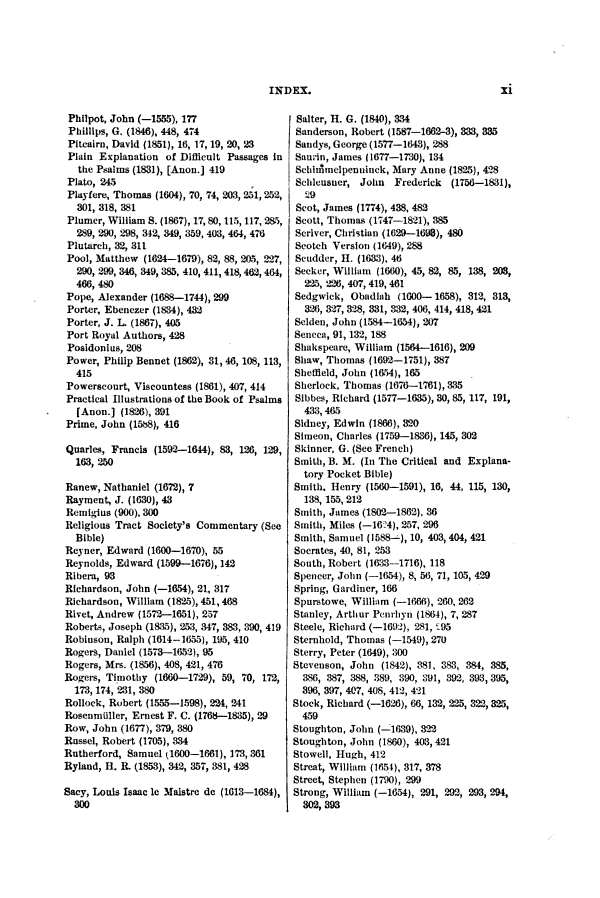 INDEX. xi
Philpot, John (—1555), 177
Phillips, G. (1846), 448, 474
Pitcairn, David (1851), 16, 17, 19, 20, 23
Plain Explanation of Difficult Passages in
the Psalms (1831), [Anon.] 419
Plato, 245
Playfere, Thomas (1604), 70, 74, 203, 251, 252,
301, 318, 381
Plumer, William S. (1867), 17, 80, 115, 117, 285,
289, 290, 298, 342, 349, 359, 403, 464, 476
Plutarch, 32, 311
Pool, Matthew (1624—1679), 82, 88, 205, 227,
290, 299, 346, 349, 385, 410, 411, 418, 462, 464,
466, 480
Pope, Alexander (1688—1744), 299
Porter, Ebenezer (1834), 432
Porter, J. L. (1867), 405
Port Royal Authors, 428
Posidonius, 208
Power, Philip Bennet (1862), 31, 46, 108, 113,
415
Powerscourt, Viscountess (1861), 407, 414
Practical Illustrations of the Book of Psalms
[Anon.] (1826), 391
Prime, John (1588), 416
Quarles, Francis (1592—1644), 83, 126, 129,
163, 250
Ranew, Nathaniel (1672), 7
Rayment, J. (1630), 43
Remigius (900), 300
Religious Tract Society's Commentary (See
Bible)
Reyner, Edward (1600—1670), 55
Reynolds, Edward (1599—1676), 142
Ribera, 93
Richardson, John (—1654), 21, 317
Richardson, William (1825), 451, 468
Rivet, Andrew (1572—1651), 257
Roberts, Joseph (1835), 253, 347, 383, 390, 419
Robinson, Ralph (1614—1655), 195, 410
Rogers, Daniel (1573—1652), 95
Rogers, Mrs. (1856), 408, 421, 476
Rogers, Timothy (1660—1729), 59, 70, 172,
173, 174, 231, 380
Rollock, Robert (1555—1598), 224, 241
Rosenmüller, Ernest F. C. (1768—1835), 29
Row, John (1677), 379, 380
Russel, Robert (1705), 334
Rutherford, Samuel (1600—1661), 173, 361
Ryland, H. R. (1853), 342, 357, 381, 428
Sacy, Louis Isaac le Maistre de (1613—1684),
300
Salter, H. G. (1840), 334
Sanderson, Robert (1587—1662-3), 333, 335
Sandys, George (1577—1643), 288
Saurin, James (1677—1730), 134
Schimmelpenninck, Mary Anne (1825), 428
Schleusner, John Frederick (1756—1831),
29
Scot, James (1774), 438, 482
Scott, Thomas (1747—1821), 385
Scriver, Christian (1629—1693), 480
Scotch Version (1649), 288
Scudder, H. (1633), 46
Secker, William (1660), 45, 82, 85, 138, 208,
225, 226, 407, 419, 461
Sedgwick, Obadiah (1600—1658), 312, 313,
326, 327, 328, 331, 332, 406, 414, 418, 421
Selden, John (1584—1654), 207
Seneca, 91, 132, 188
Shakspeare, William (1564—1616), 209
Shaw, Thomas (1692—1751), 387
Sheffield, John (1654), 165
Sherlock, Thomas (1676—1761), 335
Sibbes, Richard (1577—1635), 30, 85, 117, 191,
433, 465
Sidney, Edwin (1866), 320
Simeon, Charles (1759—1836), 145, 302
Skinner, G. (See French)
Smith, B. M. (In The Critical and Explana-
tory Pocket Bible)
Smith, Henry (1560—1591), 16, 44, 115, 130,
138, 155, 212
Smith, James (1802—1862), 36
Smith, Miles (—1624), 257, 296
Smith, Samuel (1588—), 10, 403, 404, 421
Socrates, 40, 81, 253
South, Robert (1633—1716), 118
Spencer, John (—1654), 8, 56, 71, 105, 429
Spring, Gardiner, 166
Spurstowe, William (—1666), 260, 262
Stanley, Arthur Penrhyn (1864), 7, 287
Steele, Richard (—1692), 281, 295
Sternhold, Thomas (—1549), 270
Sterry, Peter (1649), 300
Stevenson, John (1842), 381, 383, 384, 385,
386, 387, 388, 389, 390, 391, 392, 393, 395,
396, 397, 407, 408, 412, 421
Stock, Richard (—1626), 66, 132, 225, 322, 325,
459
Stoughton, John (—1639), 322
Stoughton, John (1860), 403, 421
Stowell, Hugh, 412
Streat, William (1654), 317, 378
Street, Stephen (1790), 299
Strong, William (—1654), 291, 292, 293, 294,
302, 393